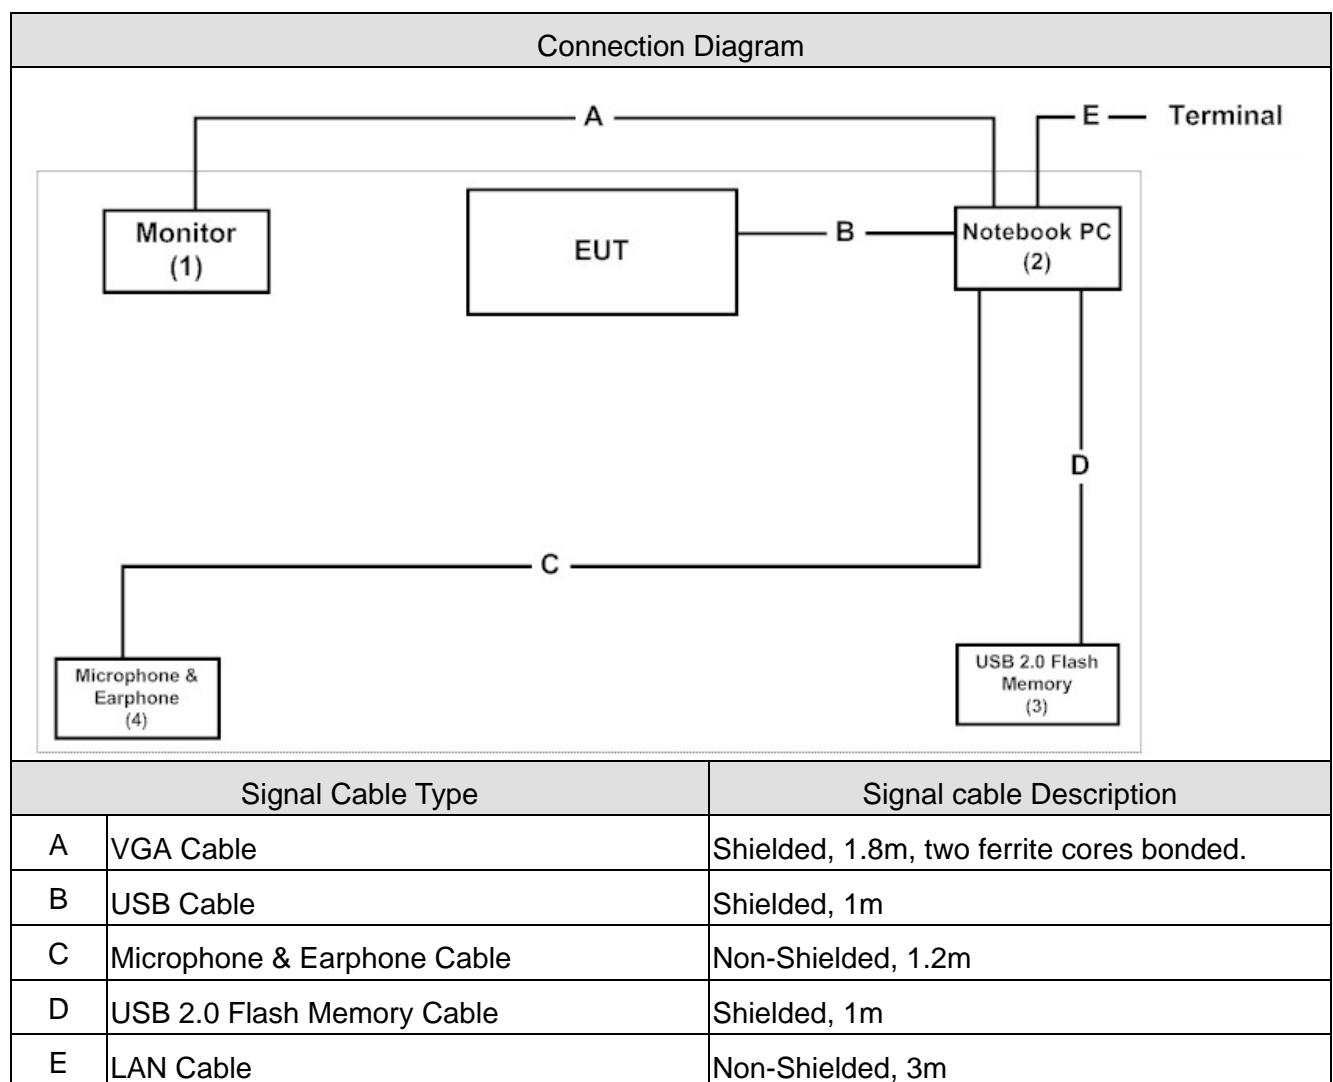 Connection Diagram
A
E
Terminal
Monitor
(1)
EUT
B
Notebook PC
(2)
D
C
Microphone &
Earphone
(4)
USB 2.0 Flash
Memory
(3)
Signal Cable Type Signal cable Description
A VGA Cable Shielded, 1.8m, two ferrite cores bonded.
B USB Cable Shielded, 1m
C Microphone & Earphone Cable Non-Shielded, 1.2m
D USB 2.0 Flash Memory Cable Shielded, 1m
E LAN Cable Non-Shielded, 3m